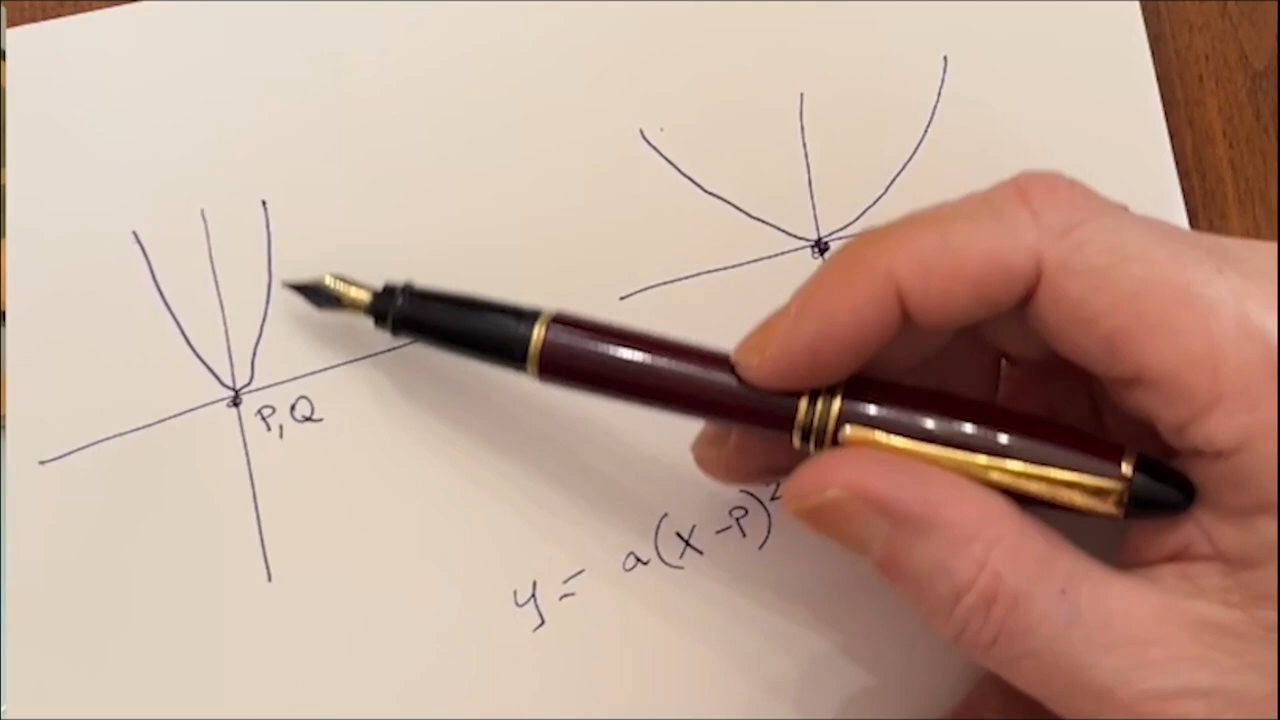 P,Q
y = a(x-P)²